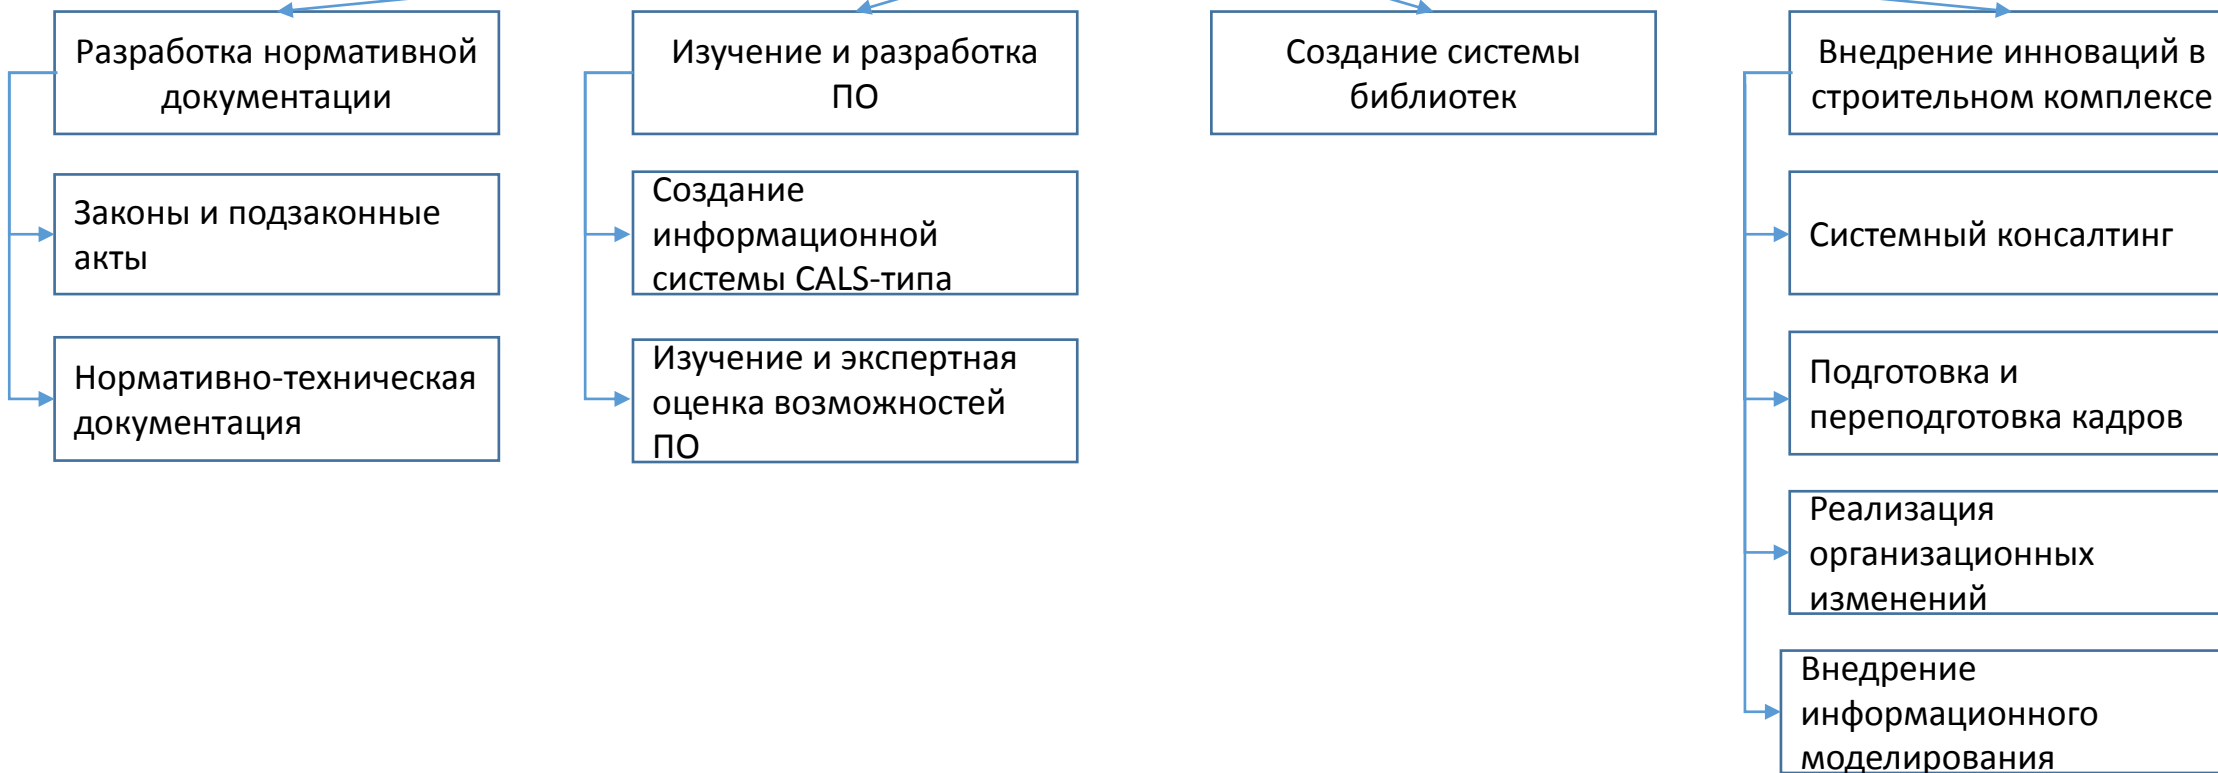 Разработка нормативной
документации
Законы и подзаконные
акты
Нормативно-техническая
документация
Изучение и разработка
ПО
Создание
информационной
системы CALS-типа
Изучение и экспертная
оценка возможностей
ПО
Создание системы
библиотек
Внедрение инноваций в
строительном комплексе
Системный консалтинг
Подготовка и
переподготовка кадров
Реализация
организационных
изменений
Внедрение
информационного
моделирования